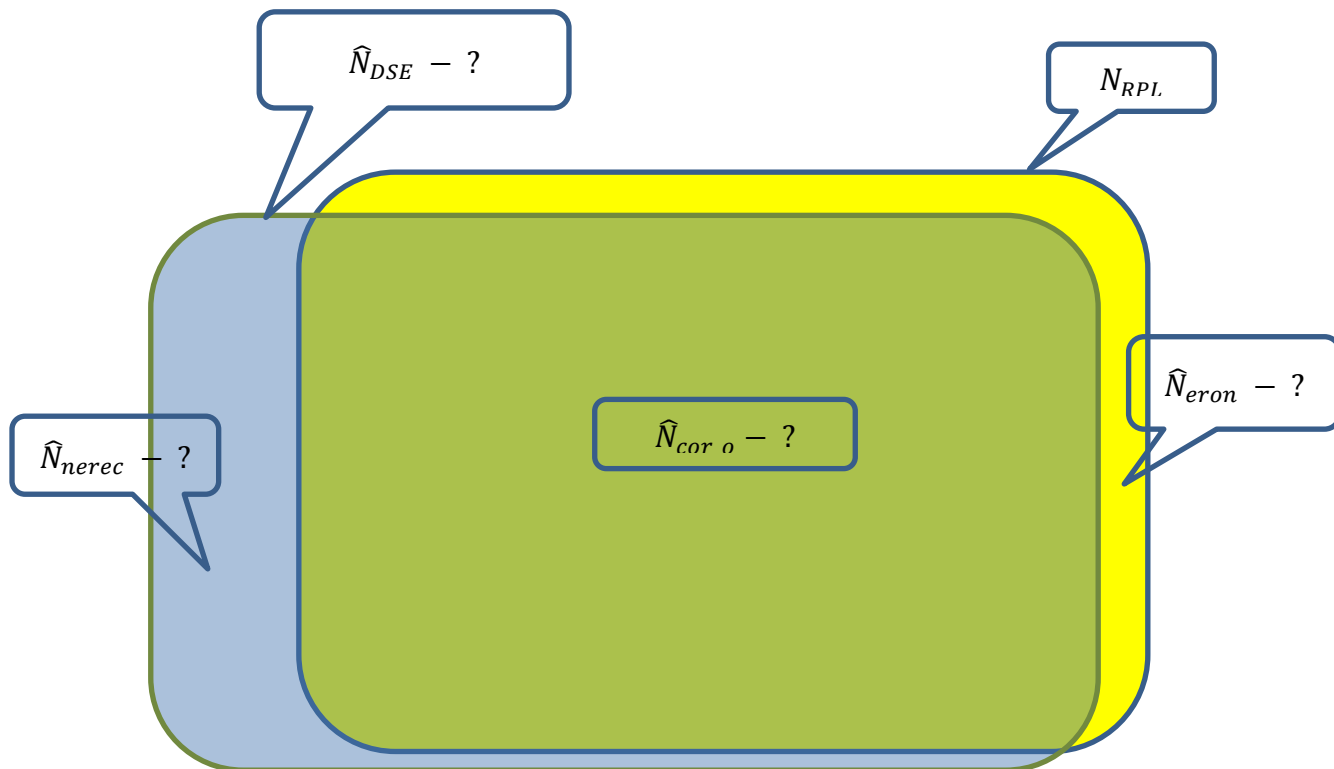 N̂_DSE − ?
N_RPL
N̂_eron − ?
N̂_cor_o − ?
N̂_nerec − ?